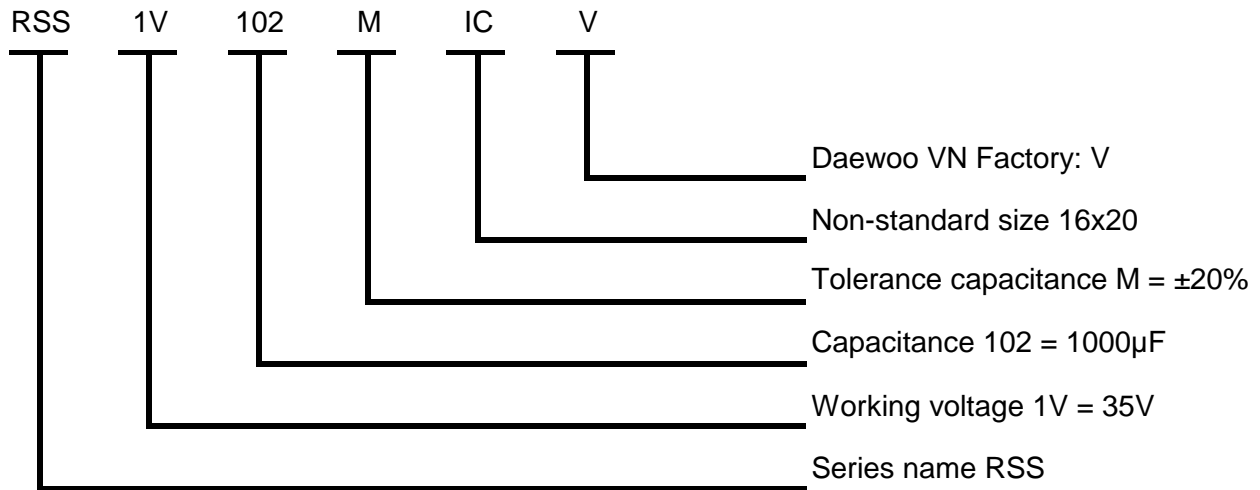 RSS 1V 102 M IC V
Daewoo VN Factory: V
Non-standard size 16x20
Tolerance capacitance M = ±20%
Capacitance 102 = 1000µF
Working voltage 1V = 35V
Series name RSS